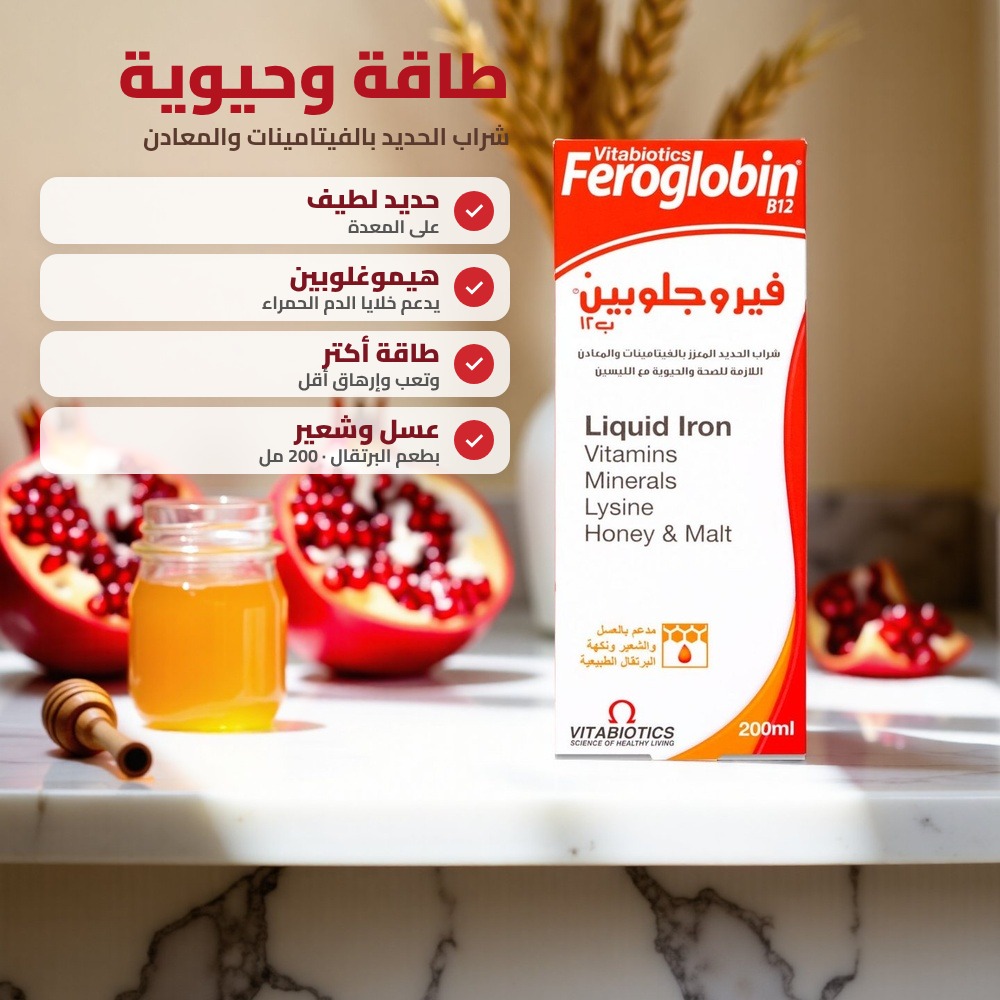 طاقة وحيوية
شراب الحديد بالفيتامينات والمعادن
حديد لطيف
على المعدة
هيموغلوبين
يدعم خلايا الدم الحمراء
طاقة أكتر
وتعب وإرهاق أقل
عسل وشعير
بطعم البرتقال · 200 مل
Vitabiotics
Feroglobin®
B12
فيروجلوبين©
ب١٢
شراب الحديد المعزز بالفيتامينات والمعادن
اللازمة للصحة والحيوية مع الليسين
Liquid Iron
Vitamins
Minerals
Lysine
Honey & Malt
مدعم بالعسل
والشعير ونكهة
البرتقال الطبيعية
VITABIOTICS
SCIENCE OF HEALTHY LIVING
200ml